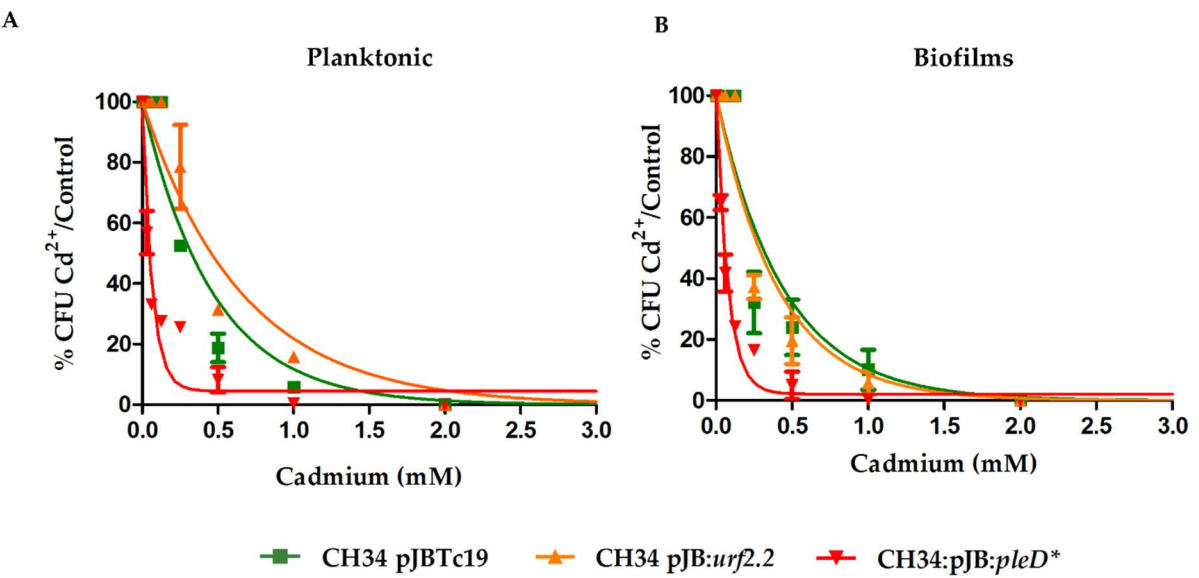 A
Planktonic
% CFU Cd²⁺/Control
100
80
60
40
20
0
0.0 0.5 1.0 1.5 2.0 2.5 3.0
Cadmium (mM)
B
Biofilms
% CFU Cd²⁺/Control
100
80
60
40
20
0
0.0 0.5 1.0 1.5 2.0 2.5 3.0
Cadmium (mM)
CH34 pJBTc19 CH34 pJB:urf2.2 CH34:pJB:pleD*